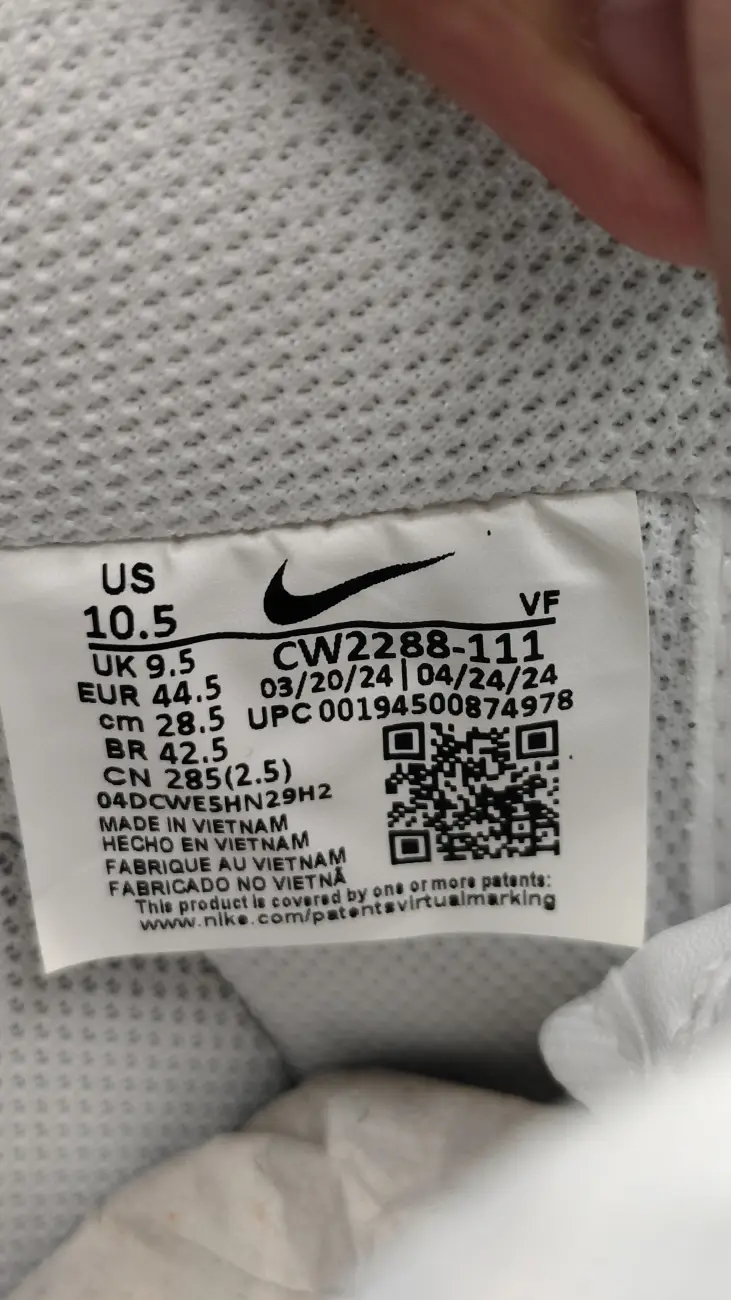 US
10.5
VF
UK 9.5
CW2288-111
EUR 44.5
03/20/24 | 04/24/24
cm 28.5
UPC 00194500874978
BR 42.5
CN 285(2.5)
04DCWE5HN29H2
MADE IN VIETNAM
HECHO EN VIETNAM
FABRIQUE AU VIETNAM
FABRICADO NO VIETNÃ
This product is covered by one or more patents:
www.nike.com/patentsvirtualmarking